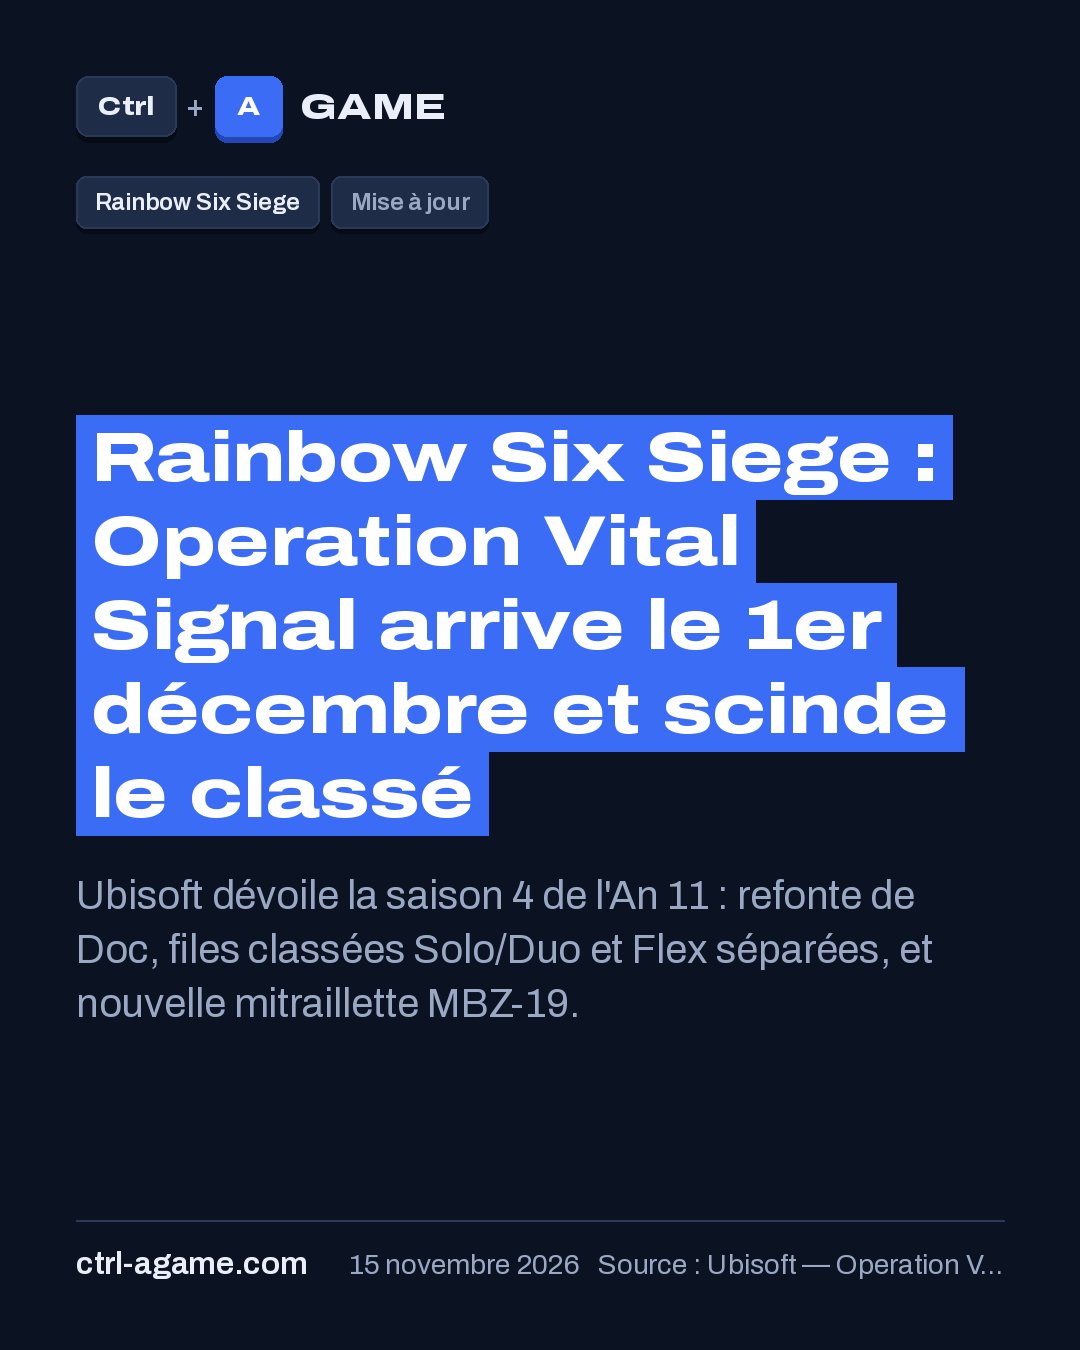 Ctrl + A GAME
Rainbow Six Siege Mise à jour
Rainbow Six Siege :
Operation Vital
Signal arrive le 1er
décembre et scinde
le classé
Ubisoft dévoile la saison 4 de l'An 11 : refonte de
Doc, files classées Solo/Duo et Flex séparées, et
nouvelle mitraillette MBZ-19.
ctrl-agame.com 15 novembre 2026 Source : Ubisoft — Operation V...